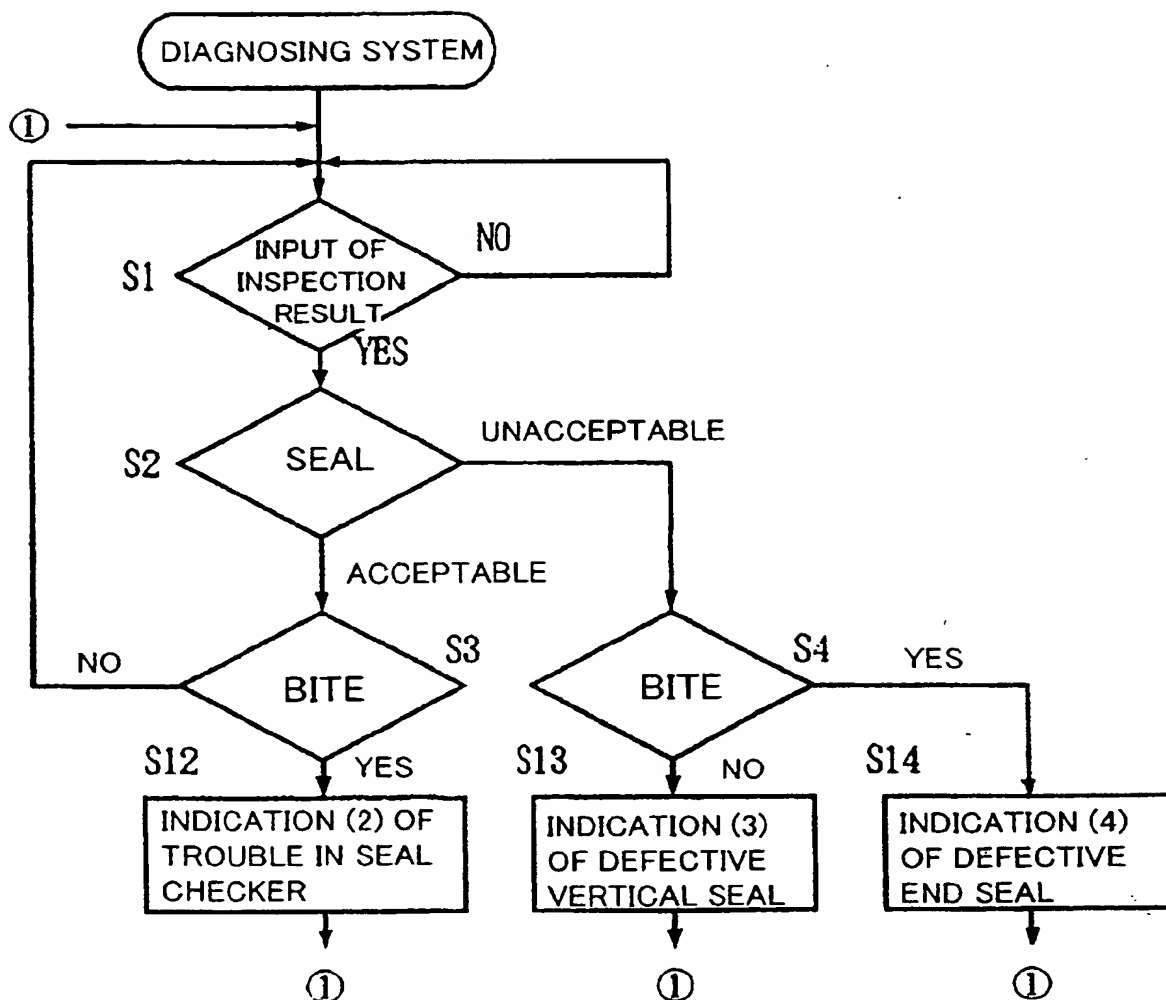 DIAGNOSING SYSTEM
①
NO
S1
INPUT OF
INSPECTION
RESULT
YES
UNACCEPTABLE
S2
SEAL
ACCEPTABLE
NO
S3
BITE
S4
YES
BITE
S12
YES
INDICATION (2) OF
TROUBLE IN SEAL
CHECKER
S13
NO
INDICATION (3)
OF DEFECTIVE
VERTICAL SEAL
S14
INDICATION (4)
OF DEFECTIVE
END SEAL
①
①
①